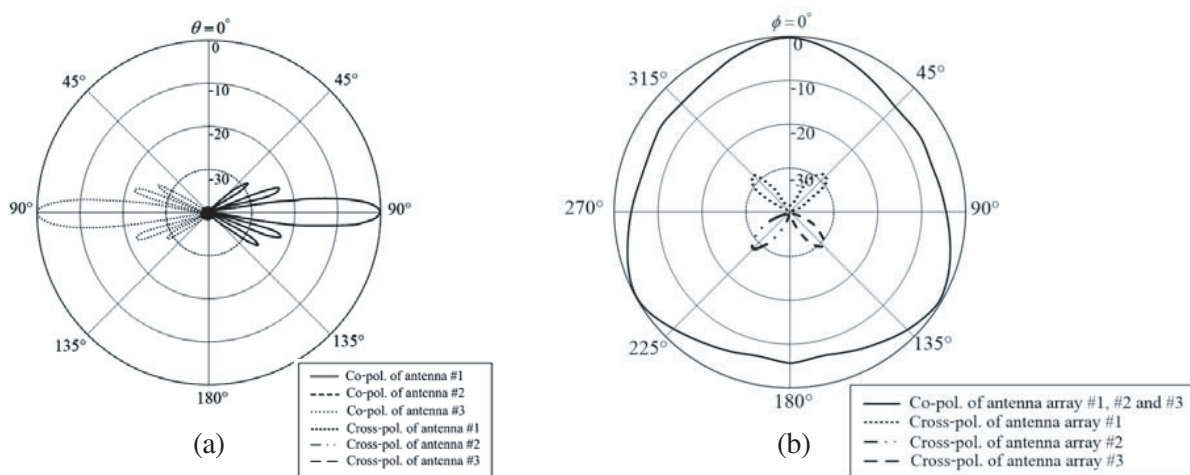 θ = 0°
0
45°
45°
-10
-20
-30
90°
90°
135°
135°
180°
Co-pol. of antenna #1
Co-pol. of antenna #2
Co-pol. of antenna #3
Cross-pol. of antenna #1
Cross-pol. of antenna #2
Cross-pol. of antenna #3
(a)
ϕ = 0°
0
315°
45°
-10
-20
-30
270°
90°
225°
135°
180°
Co-pol. of antenna array #1, #2 and #3
Cross-pol. of antenna array #1
Cross-pol. of antenna array #2
Cross-pol. of antenna array #3
(b)